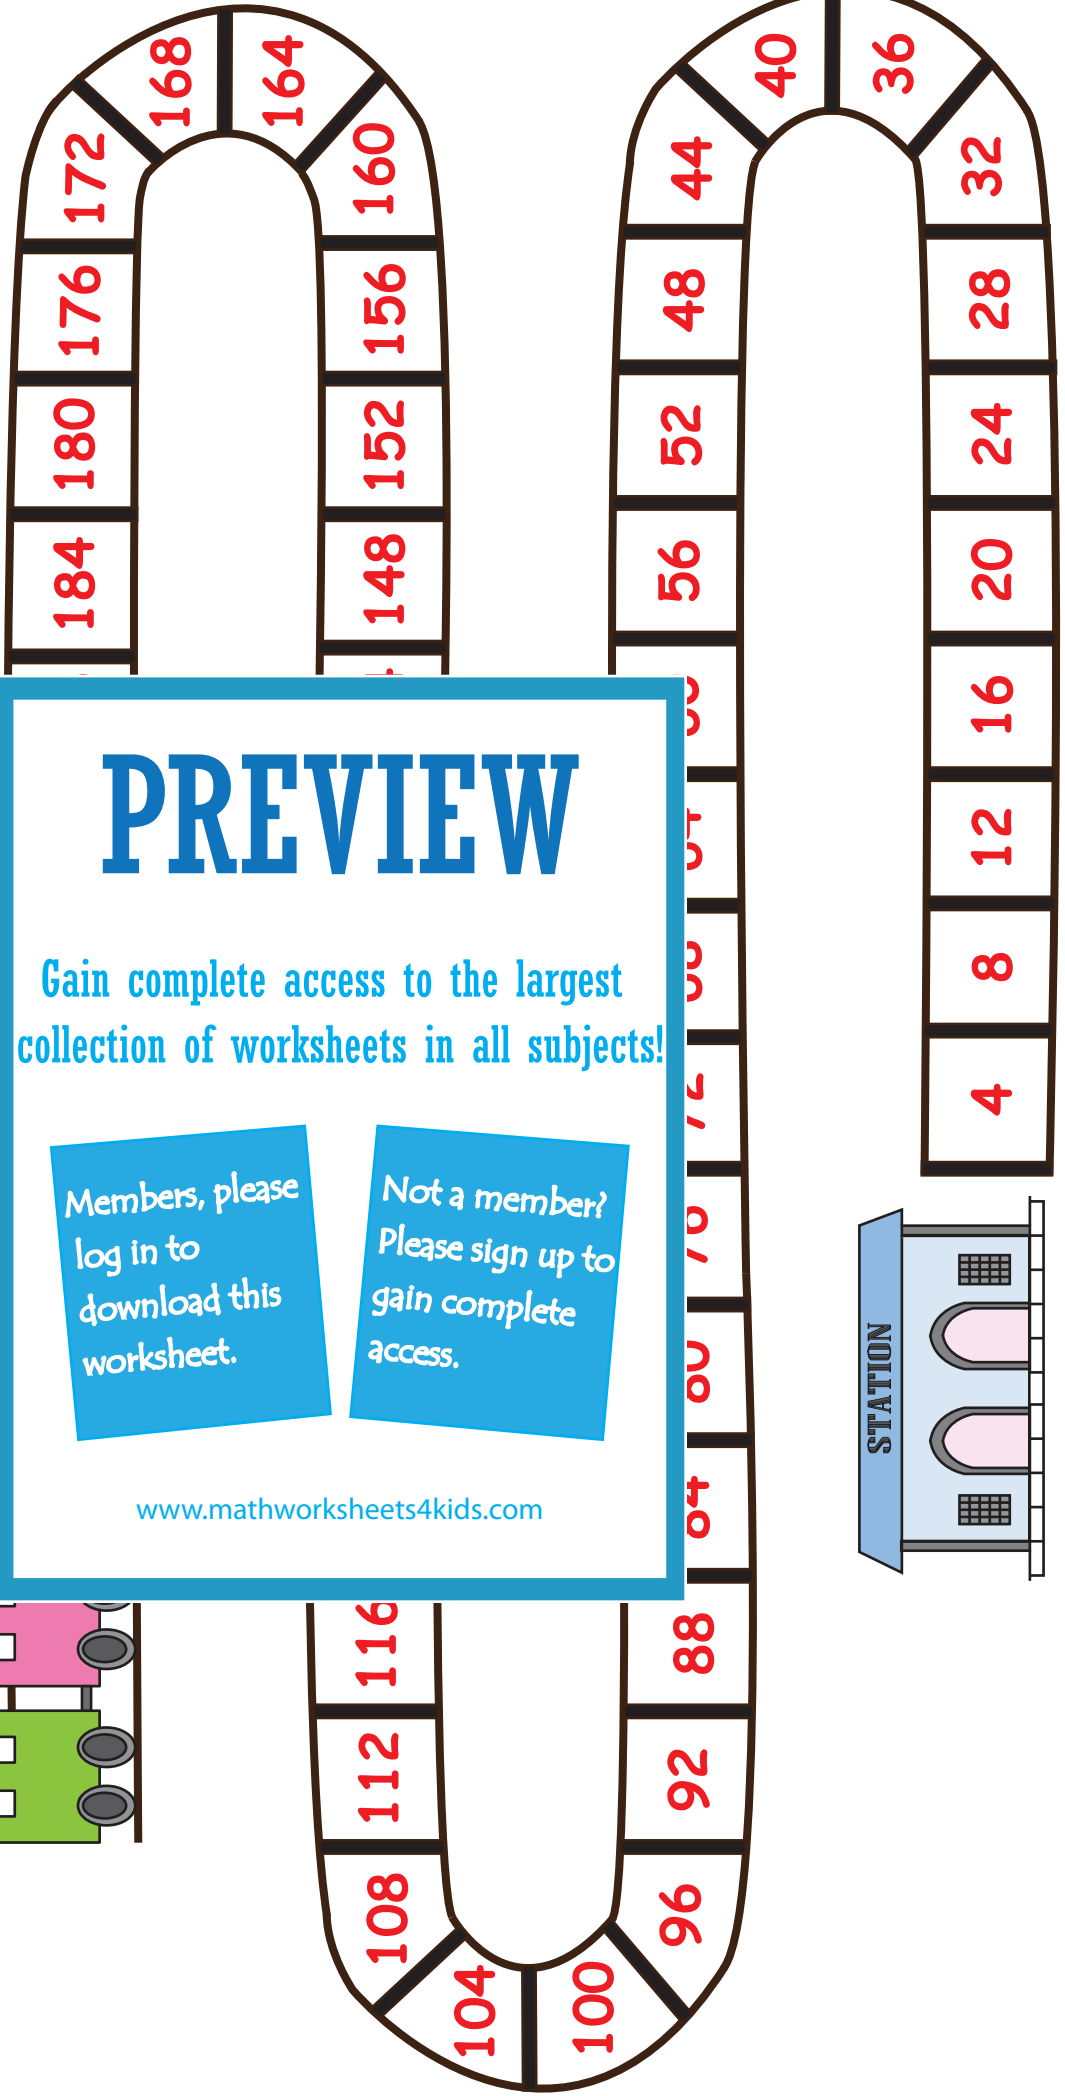 168
164
172
160
176
156
180
152
184
148
40
36
44
32
48
28
52
24
56
20
16
12
8
4
PREVIEW
Gain complete access to the largest
collection of worksheets in all subjects!
Members, please
log in to
download this
worksheet.
Not a member?
Please sign up to
gain complete
access.
www.mathworksheets4kids.com
STATION
116
88
112
92
108
96
104
100